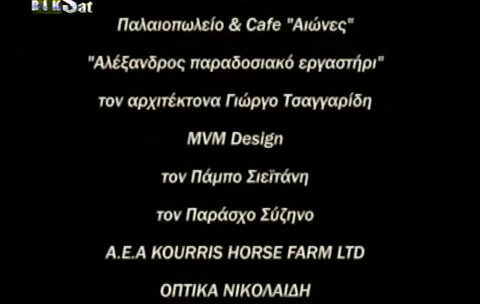 ΒΙΚSat
Παλαιοπωλείο & Cafe "Αιώνες"
"Αλέξανδρος παραδοσιακό εργαστήρι"
τον αρχιτέκτονα Γιώργο Τσαγγαρίδη
MVM Design
τον Πάμπο Σιεϊτάνη
τον Παράσχο Σύζηνο
A.E.A KOURRIS HORSE FARM LTD
ΟΠΤΙΚΑ ΝΙΚΟΛΑΙΔΗ